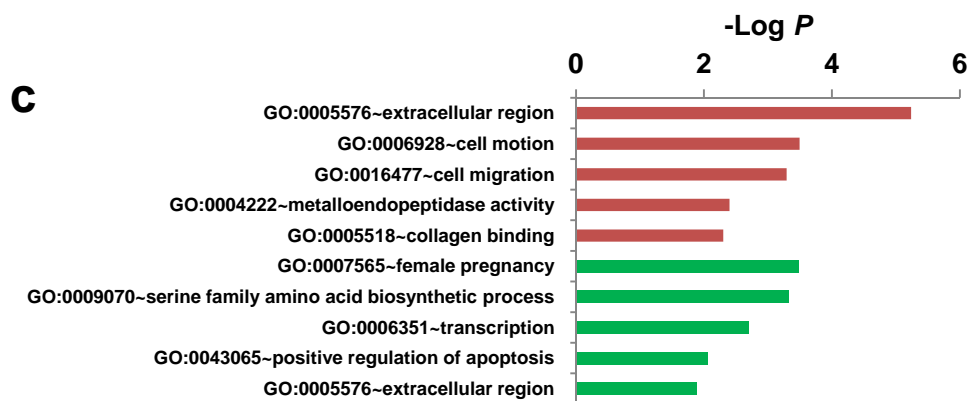 -Log P
0 2 4 6
c
GO:0005576~extracellular region
GO:0006928~cell motion
GO:0016477~cell migration
GO:0004222~metalloendopeptidase activity
GO:0005518~collagen binding
GO:0007565~female pregnancy
GO:0009070~serine family amino acid biosynthetic process
GO:0006351~transcription
GO:0043065~positive regulation of apoptosis
GO:0005576~extracellular region